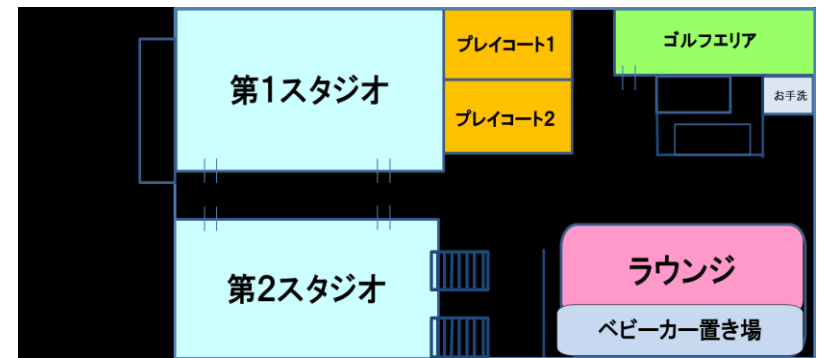 第1スタジオ
プレイコート1
プレイコート2
ゴルフエリア
お手洗
第2スタジオ
ラウンジ
ベビーカー置き場